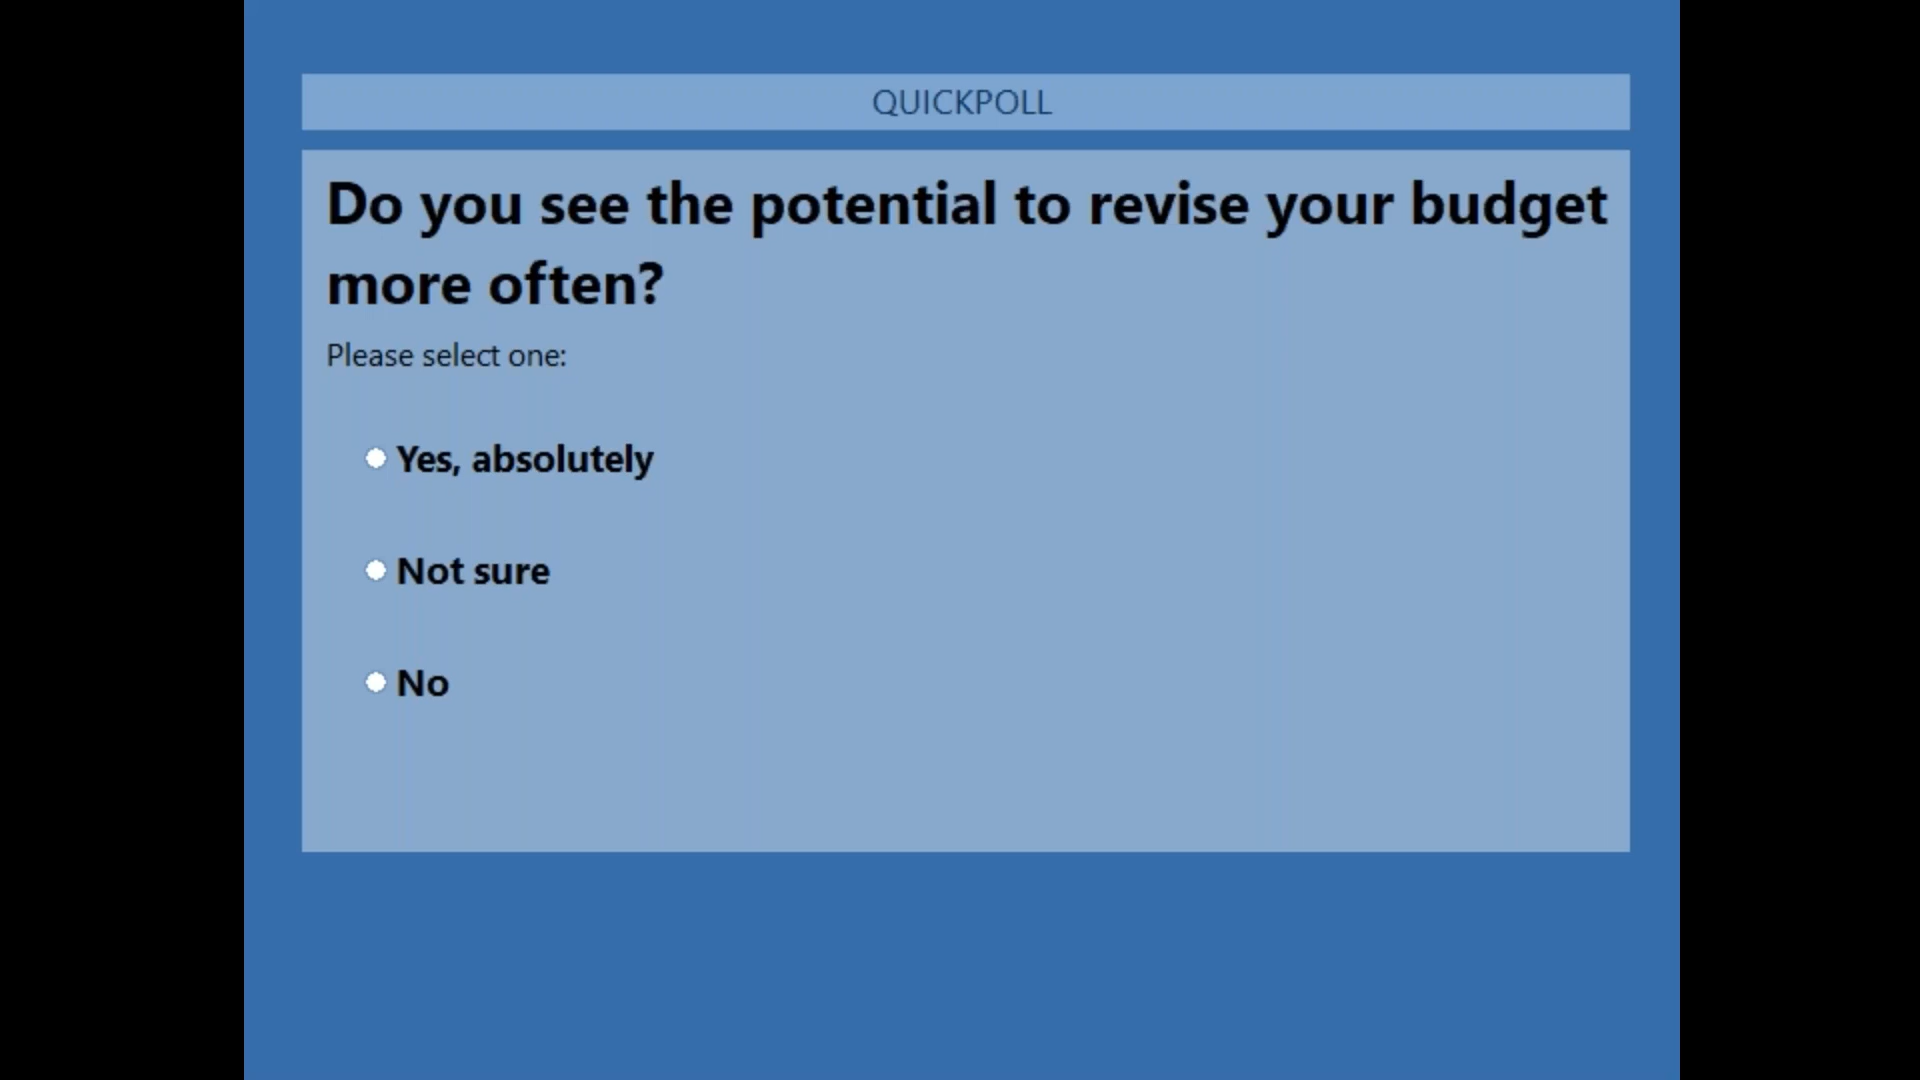 QUICKPOLL
Do you see the potential to revise your budget
more often?
Please select one:
Yes, absolutely
Not sure
No